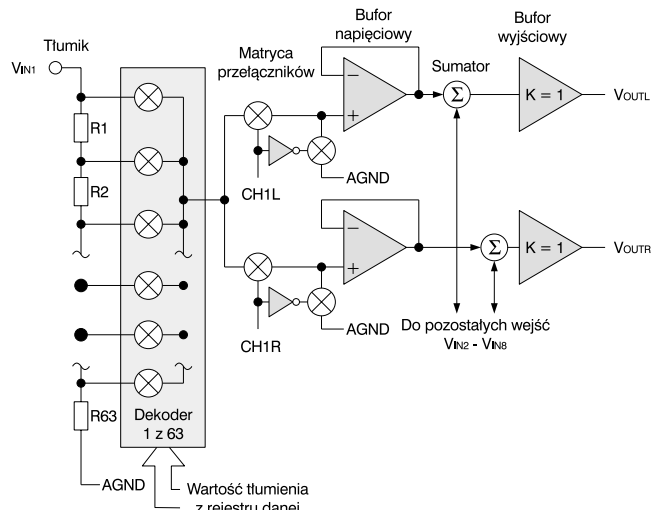 Tłumik
VIN1
R1
R2
R63
AGND
Dekoder
1 z 63
Wartość tłumienia
z rejestru danej
Matryca
przełączników
CH1L
AGND
CH1R
AGND
Bufor
napięciowy
−
+
−
+
Sumator
Σ
Σ
Bufor
wyjściowy
K = 1
VOUTL
K = 1
VOUTR
Do pozostałych wejść
VIN2 - VIN8